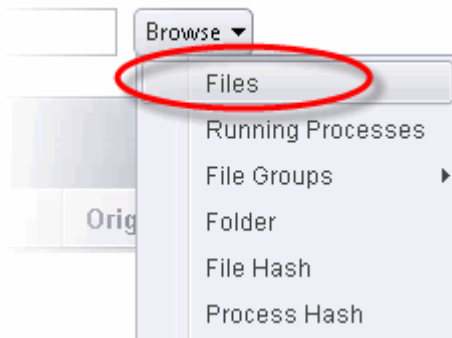 Browse
Files
Running Processes
File Groups
Orig
Folder
File Hash
Process Hash